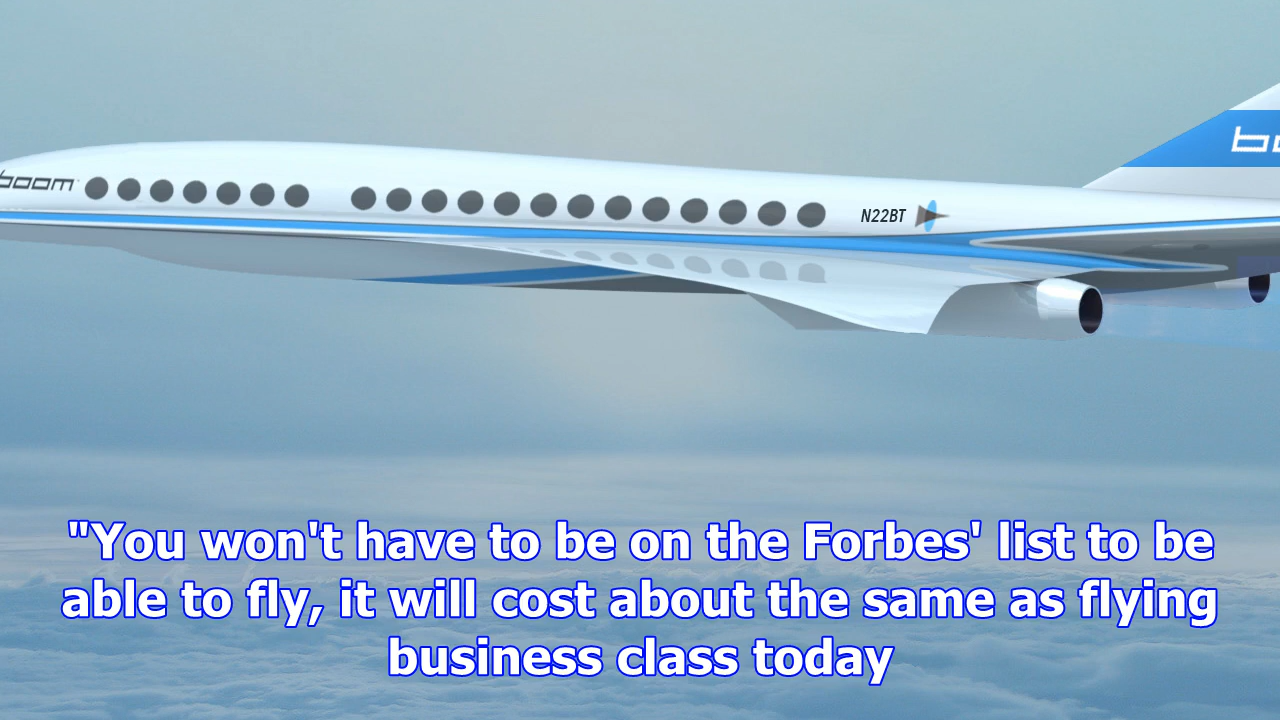 boom
bo
N22BT
"You won't have to be on the Forbes' list to be
able to fly, it will cost about the same as flying
business class today